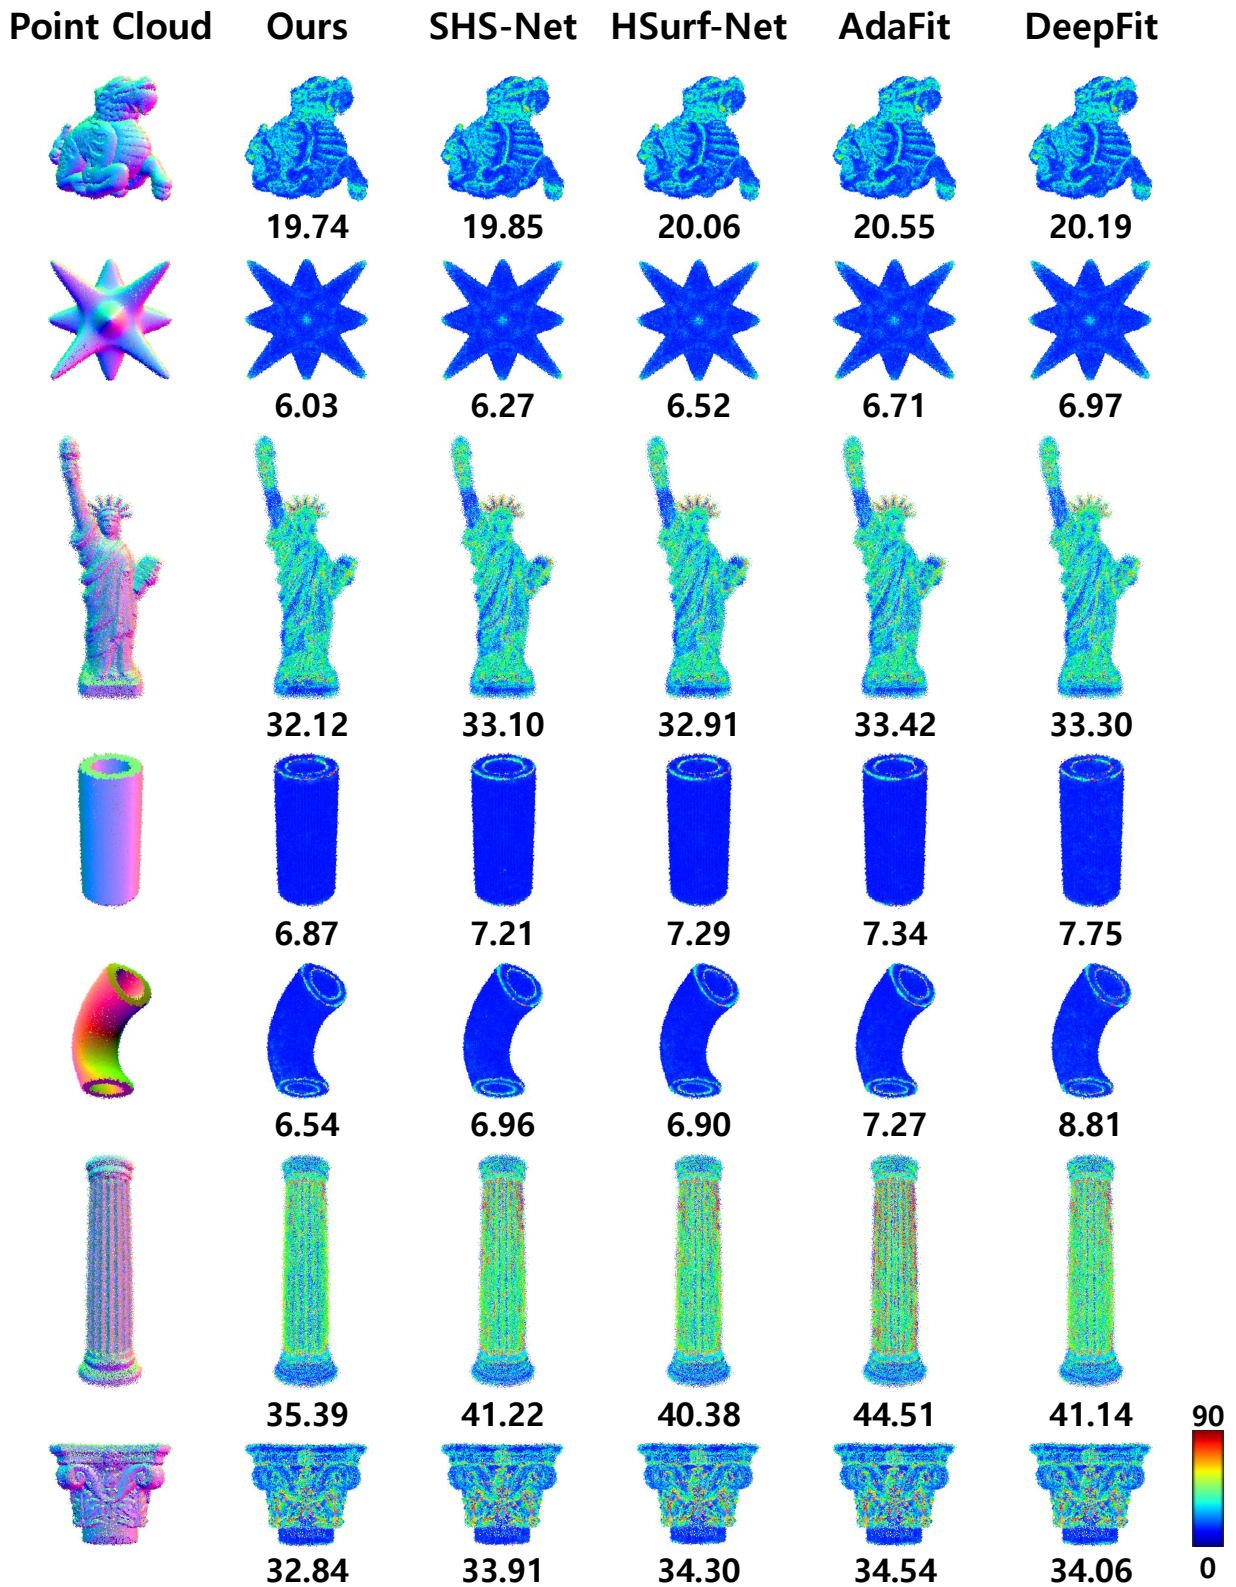 Point Cloud Ours SHS-Net HSurf-Net AdaFit DeepFit
19.74 19.85 20.06 20.55 20.19
6.03 6.27 6.52 6.71 6.97
32.12 33.10 32.91 33.42 33.30
6.87 7.21 7.29 7.34 7.75
6.54 6.96 6.90 7.27 8.81
35.39 41.22 40.38 44.51 41.14 90
32.84 33.91 34.30 34.54 34.06 0